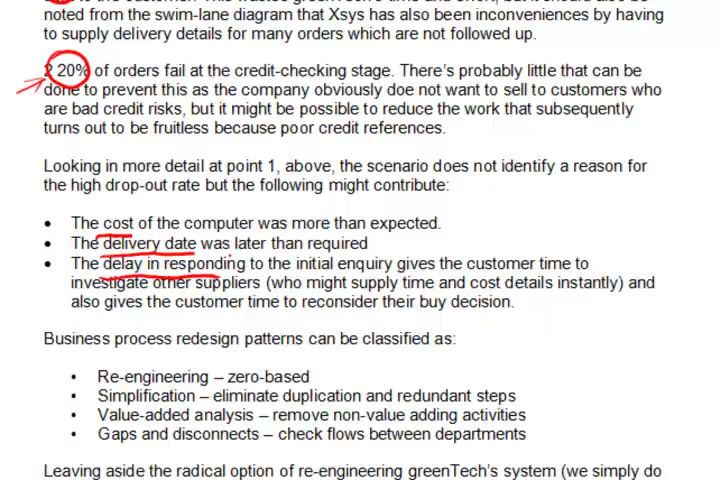 to the customer. This wastes greenTech's time and effort, but it should also be
noted from the swim-lane diagram that Xsys has also been inconveniences by having
to supply delivery details for many orders which are not followed up.
2 20% of orders fail at the credit-checking stage. There's probably little that can be
done to prevent this as the company obviously doe not want to sell to customers who
are bad credit risks, but it might be possible to reduce the work that subsequently
turns out to be fruitless because poor credit references.
Looking in more detail at point 1, above, the scenario does not identify a reason for
the high drop-out rate but the following might contribute:
• The cost of the computer was more than expected.
• The delivery date was later than required
• The delay in responding to the initial enquiry gives the customer time to
investigate other suppliers (who might supply time and cost details instantly) and
also gives the customer time to reconsider their buy decision.
Business process redesign patterns can be classified as:
• Re-engineering – zero-based
• Simplification – eliminate duplication and redundant steps
• Value-added analysis – remove non-value adding activities
• Gaps and disconnects – check flows between departments
Leaving aside the radical option of re-engineering greenTech's system (we simply do